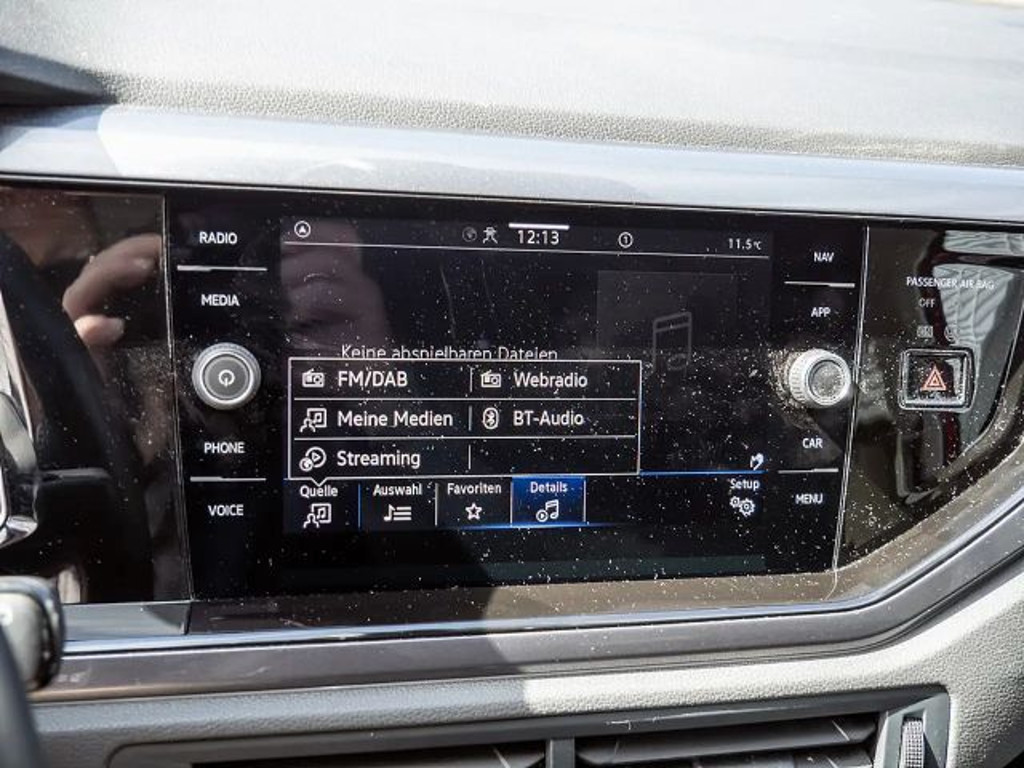 RADIO
MEDIA
PHONE
VOICE
12:13
1
11.5°C
Keine abspielbaren Dateien
FM/DAB
Webradio
Meine Medien
BT-Audio
Streaming
Quelle
Auswahl
Favoriten
Details
Setup
NAV
APP
CAR
MENU
PASSENGER AIR BAG
OFF